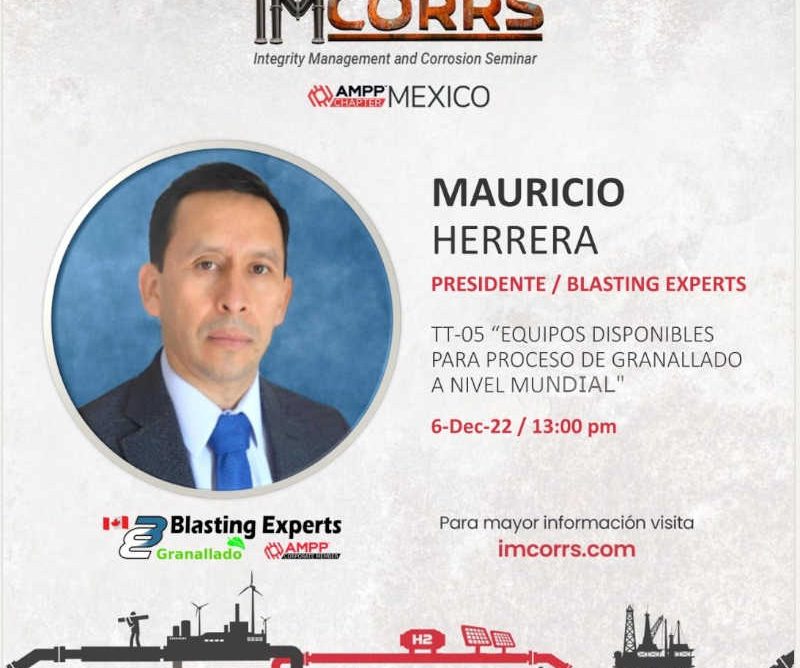 IMCORRS
Integrity Management and Corrosion Seminar
AMPP CHAPTER MEXICO
MAURICIO
HERRERA
PRESIDENTE / BLASTING EXPERTS
TT-05 “EQUIPOS DISPONIBLES
PARA PROCESO DE GRANALLADO
A NIVEL MUNDIAL"
6-Dec-22 / 13:00 pm
Blasting Experts
Granallado
AMPP
CORPORATE MEMBER
Para mayor información visita
imcorrs.com
H2